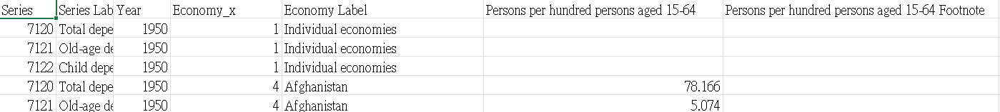 Series Series Lab Year Economy_x Economy Label Persons per hundred persons aged 15-64 Persons per hundred persons aged 15-64 Footnote
7120 Total depe 1950 1 Individual economies
7121 Old-age de 1950 1 Individual economies
7122 Child depe 1950 1 Individual economies
7120 Total depe 1950 4 Afghanistan 78.166
7121 Old-age de 1950 4 Afghanistan 5.074